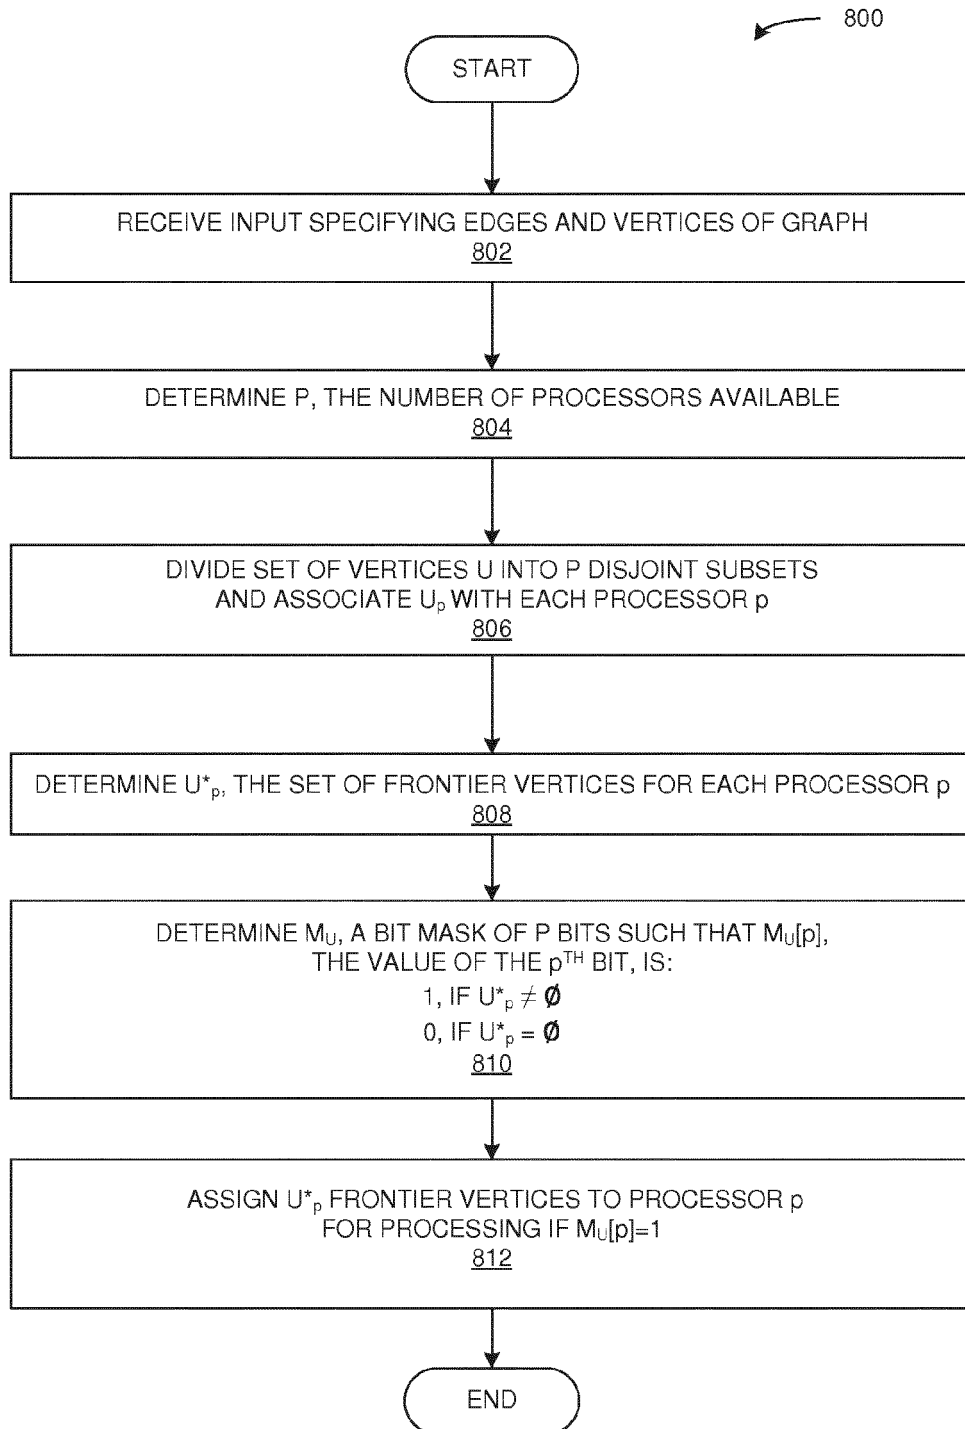 800
START
RECEIVE INPUT SPECIFYING EDGES AND VERTICES OF GRAPH
802
DETERMINE P, THE NUMBER OF PROCESSORS AVAILABLE
804
DIVIDE SET OF VERTICES U INTO P DISJOINT SUBSETS
AND ASSOCIATE Uₚ WITH EACH PROCESSOR p
806
DETERMINE U*ₚ, THE SET OF FRONTIER VERTICES FOR EACH PROCESSOR p
808
DETERMINE M_U, A BIT MASK OF P BITS SUCH THAT M_U[p],
THE VALUE OF THE pᵀᴴ BIT, IS:
1, IF U*ₚ ≠ Ø
0, IF U*ₚ = Ø
810
ASSIGN U*ₚ FRONTIER VERTICES TO PROCESSOR p
FOR PROCESSING IF M_U[p]=1
812
END